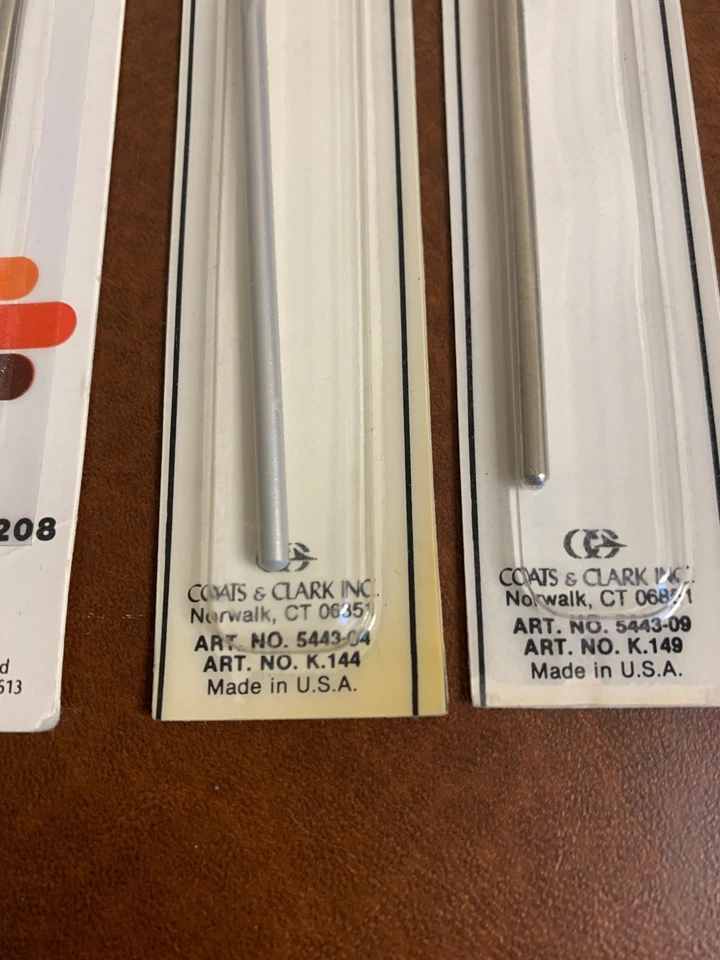 208
d
613
COATS & CLARK INC.
Norwalk, CT 06851
ART. NO. 5443-04
ART. NO. K.144
Made in U.S.A.
COATS & CLARK INC.
Norwalk, CT 06851
ART. NO. 5443-09
ART. NO. K.149
Made in U.S.A.